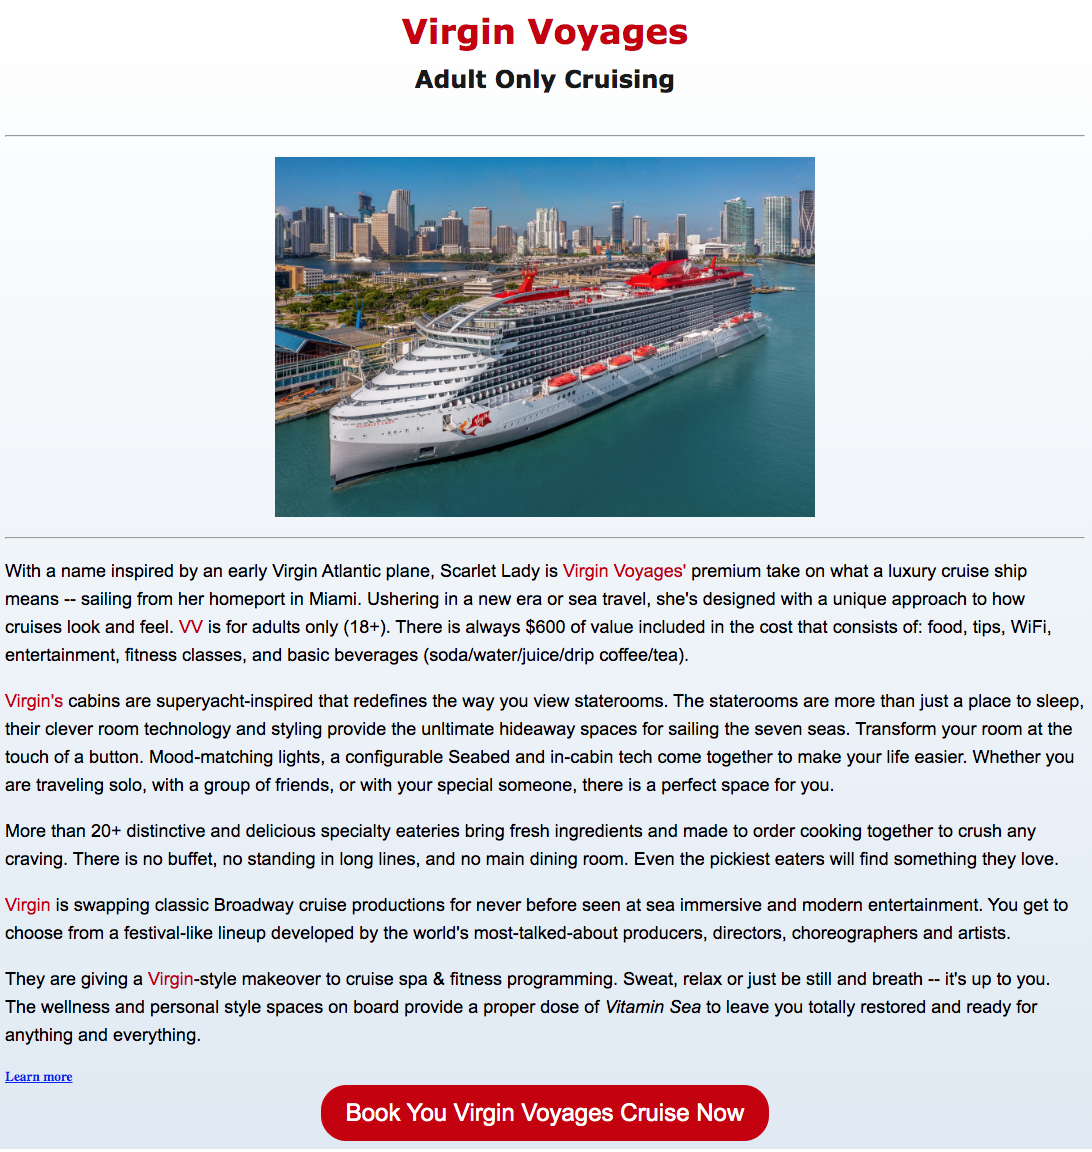 Virgin Voyages
Adult Only Cruising
SCARLET LADY
Virgin
With a name inspired by an early Virgin Atlantic plane, Scarlet Lady is Virgin Voyages' premium take on what a luxury cruise ship
means -- sailing from her homeport in Miami. Ushering in a new era or sea travel, she's designed with a unique approach to how
cruises look and feel. VV is for adults only (18+). There is always $600 of value included in the cost that consists of: food, tips, WiFi,
entertainment, fitness classes, and basic beverages (soda/water/juice/drip coffee/tea).
Virgin's cabins are superyacht-inspired that redefines the way you view staterooms. The staterooms are more than just a place to sleep,
their clever room technology and styling provide the unltimate hideaway spaces for sailing the seven seas. Transform your room at the
touch of a button. Mood-matching lights, a configurable Seabed and in-cabin tech come together to make your life easier. Whether you
are traveling solo, with a group of friends, or with your special someone, there is a perfect space for you.
More than 20+ distinctive and delicious specialty eateries bring fresh ingredients and made to order cooking together to crush any
craving. There is no buffet, no standing in long lines, and no main dining room. Even the pickiest eaters will find something they love.
Virgin is swapping classic Broadway cruise productions for never before seen at sea immersive and modern entertainment. You get to
choose from a festival-like lineup developed by the world's most-talked-about producers, directors, choreographers and artists.
They are giving a Virgin-style makeover to cruise spa & fitness programming. Sweat, relax or just be still and breath -- it's up to you.
The wellness and personal style spaces on board provide a proper dose of Vitamin Sea to leave you totally restored and ready for
anything and everything.
Learn more
Book You Virgin Voyages Cruise Now